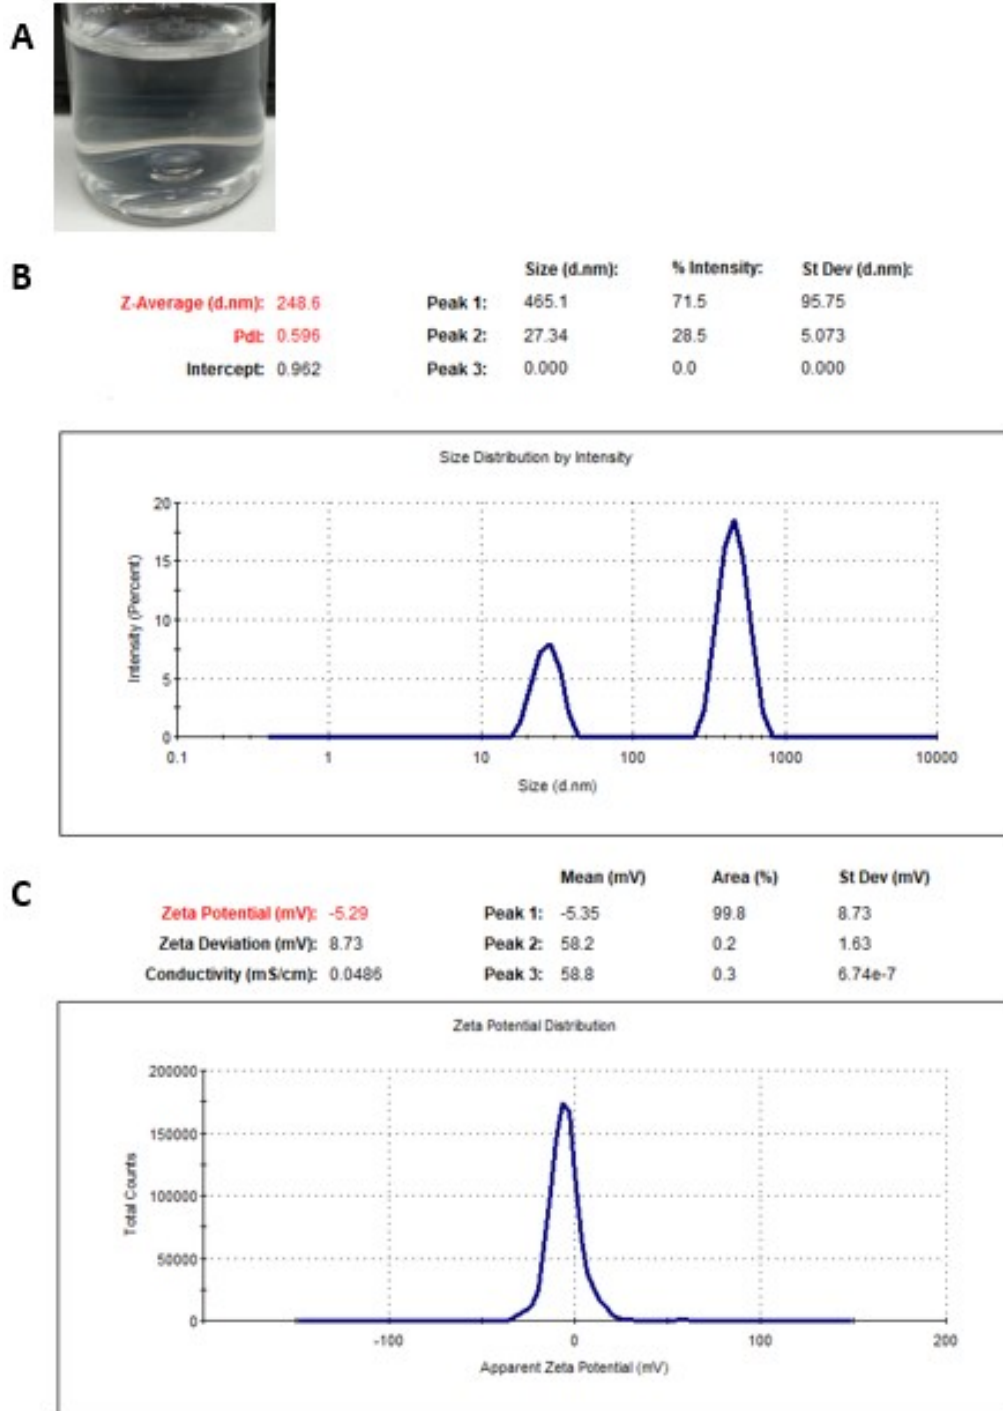 A
B
Size (d.nm): % Intensity: St Dev (d.nm):
Z-Average (d.nm): 248.6 Peak 1: 465.1 71.5 95.75
PdI: 0.596 Peak 2: 27.34 28.5 5.073
Intercept: 0.962 Peak 3: 0.000 0.0 0.000
Size Distribution by Intensity
Intensity (Percent)
20
15
10
5
0
0.1 1 10 100 1000 10000
Size (d.nm)
C
Mean (mV) Area (%) St Dev (mV)
Zeta Potential (mV): -5.29 Peak 1: -5.35 99.8 8.73
Zeta Deviation (mV): 8.73 Peak 2: 58.2 0.2 1.63
Conductivity (mS/cm): 0.0486 Peak 3: 58.8 0.3 6.74e-7
Zeta Potential Distribution
Total Counts
200000
150000
100000
50000
0
-100 0 100 200
Apparent Zeta Potential (mV)